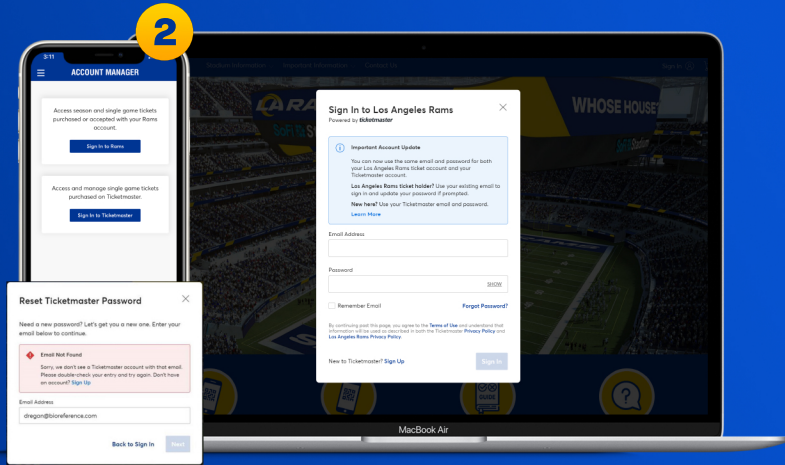 2
3:11
ACCOUNT MANAGER
Access season and single game tickets
purchased or accepted with your Rams
account.
Sign In to Rams
Access and manage single game tickets
purchased on Ticketmaster.
Sign In to Ticketmaster
Reset Ticketmaster Password
Need a new password? Let's get you a new one. Enter your
email below to continue.
Email Not Found
Sorry, we don't see a Ticketmaster account with that email.
Please double-check your entry and try again. Don't have
an account? Sign Up
Email Address
dregan@bioreference.com
Back to Sign In
Next
Important Information
Contact Us
Sign In
WHOSE HOUSE
SoFi Stadium
Sign In to Los Angeles Rams
Powered by ticketmaster
Important Account Update
You can now use the same email and password for both
your Los Angeles Rams ticket account and your
Ticketmaster account.
Los Angeles Rams ticket holder? Use your existing email to
sign in and update your password if prompted.
New here? Use your Ticketmaster email and password.
Learn More
Email Address
Password
SHOW
Remember Email
Forgot Password?
By continuing past this page, you agree to the Terms of Use and understand that
information will be used as described in both the Ticketmaster Privacy Policy and
Los Angeles Rams Privacy Policy.
New to Ticketmaster? Sign Up
Sign In
GUIDE
?
MacBook Air